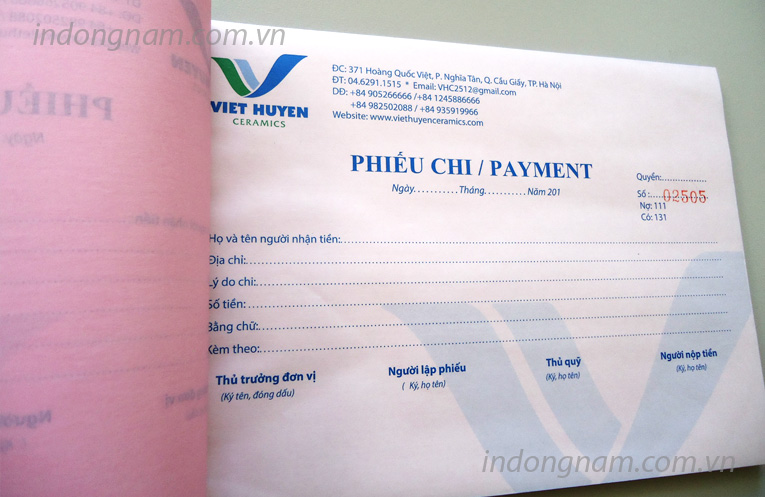 indongnam.com.vn
VIET HUYEN
CERAMICS
ĐC: 371 Hoàng Quốc Việt, P. Nghĩa Tân, Q. Cầu Giấy, TP. Hà Nội
ĐT: 04.6291.1515 * Email: VHC2512@gmail.com
DĐ: +84 905266666 /+84 1245886666
+84 982502088 / +84 935919966
Website: www.viethuyenceramics.com
PHIẾU CHI / PAYMENT
Ngày...........Tháng...........Năm 201
Quyển:................
Số :................02505
Nợ: 111
Có: 131
Họ và tên người nhận tiền:
Địa chỉ:
Lý do chi:
Số tiền:
Bằng chữ:
Kèm theo:
Thủ trưởng đơn vị
(Ký tên, đóng dấu)
Người lập phiếu
( Ký, họ tên)
Thủ quỹ
(Ký, họ tên)
Người nộp tiền
(Ký, họ tên)
PHIẾU
Ngày
indongnam.com.vn